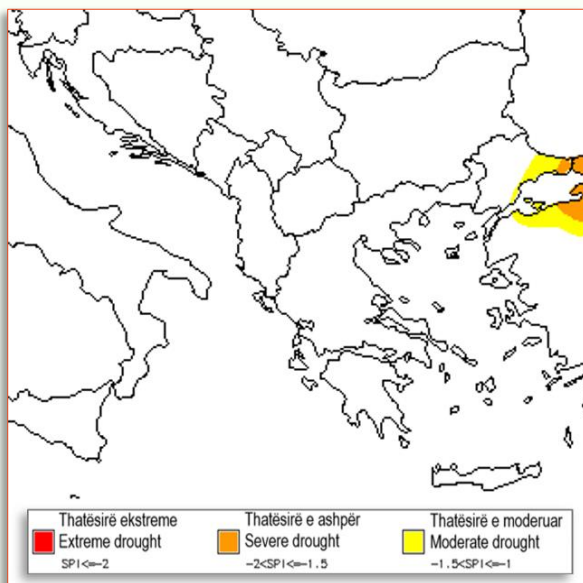 Thatësirë ekstreme
Extreme drought
SPI<=-2
Thatësirë e ashpër
Severe drought
-2<SPI<=-1.5
Thatësirë e moderuar
Moderate drought
-1.5<SPI<=-1